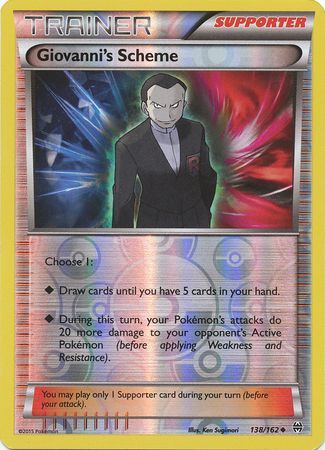 TRAINER
SUPPORTER
Giovanni's Scheme
Choose 1:
◆ Draw cards until you have 5 cards in your hand.
◆ During this turn, your Pokémon's attacks do
20 more damage to your opponent's Active
Pokémon (before applying Weakness and
Resistance).
You may play only 1 Supporter card during your turn (before
your attack).
©2015 Pokémon
Illus. Ken Sugimori
138/162 ◆